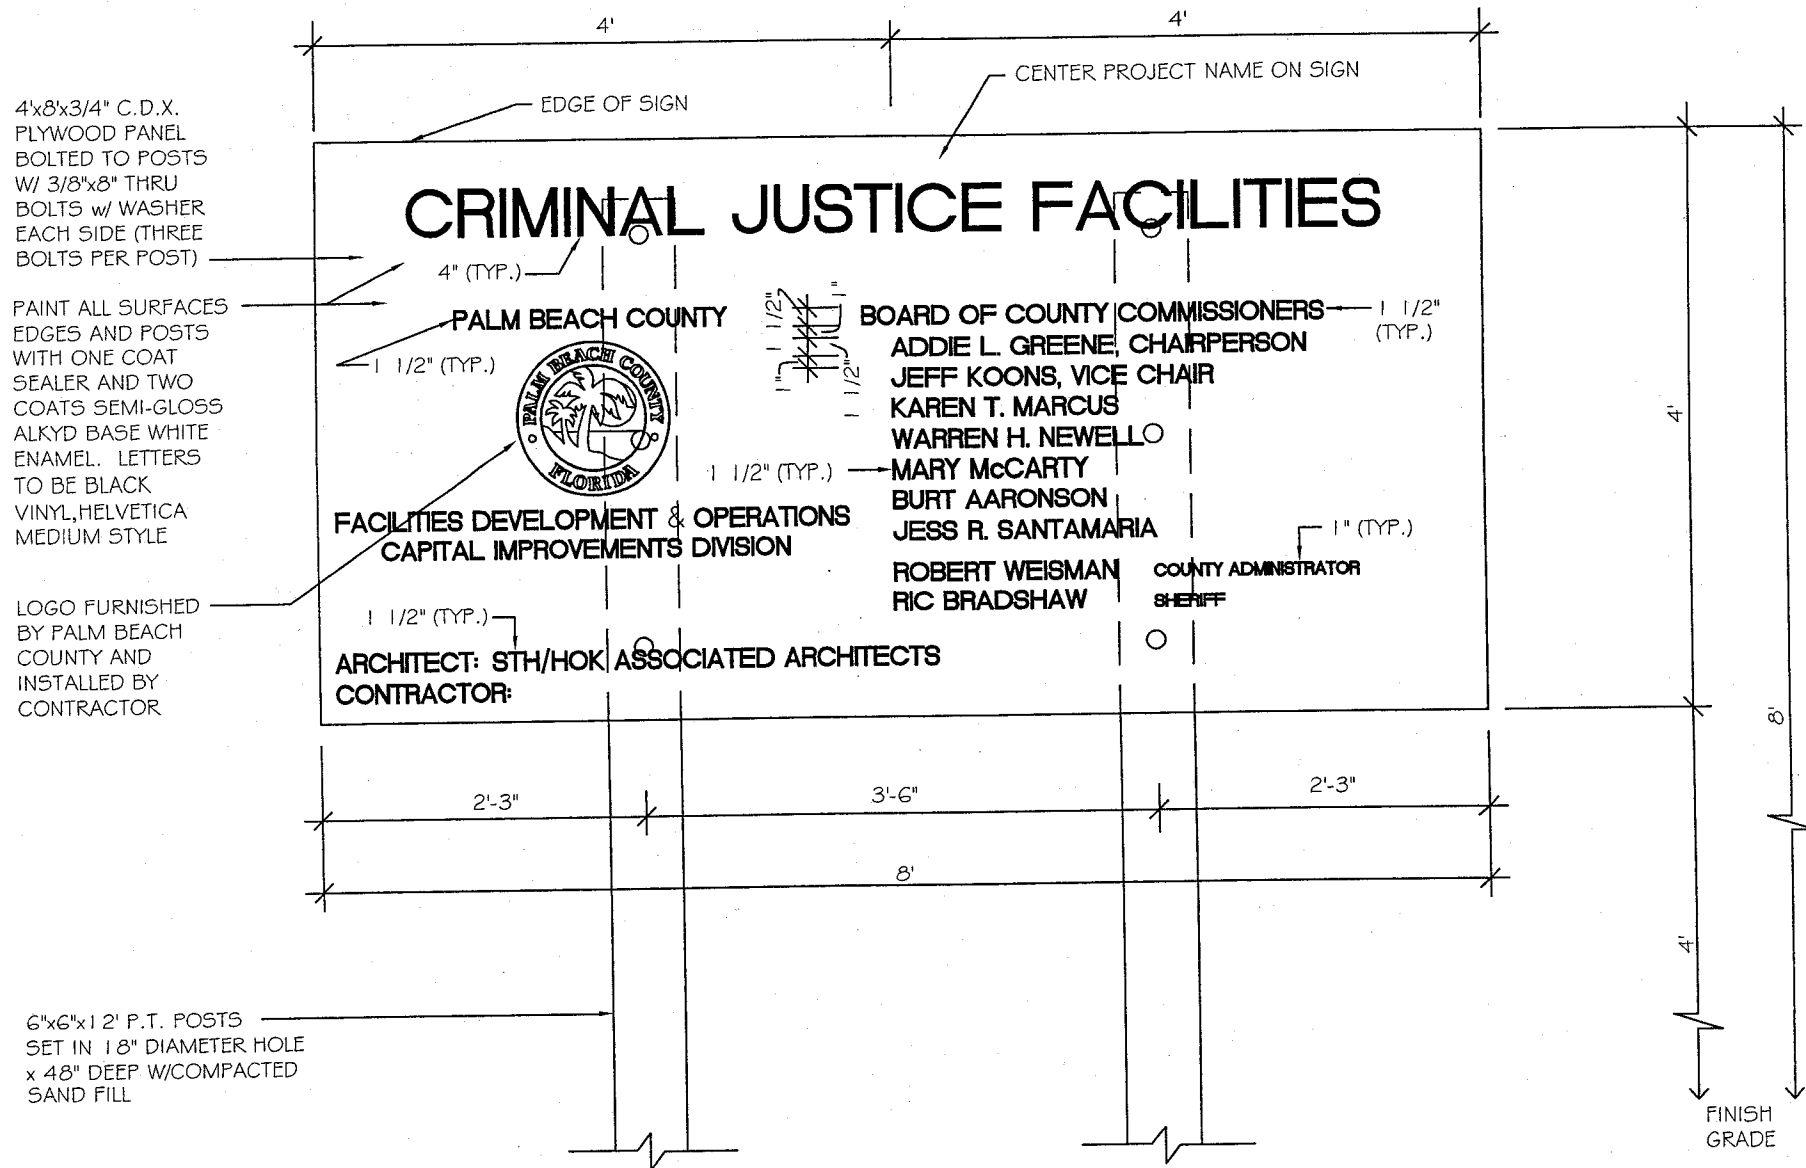 4'
4'
CENTER PROJECT NAME ON SIGN
EDGE OF SIGN
4'x8'x3/4" C.D.X.
PLYWOOD PANEL
BOLTED TO POSTS
W/ 3/8"x8" THRU
BOLTS w/ WASHER
EACH SIDE (THREE
BOLTS PER POST)
PAINT ALL SURFACES
EDGES AND POSTS
WITH ONE COAT
SEALER AND TWO
COATS SEMI-GLOSS
ALKYD BASE WHITE
ENAMEL. LETTERS
TO BE BLACK
VINYL,HELVETICA
MEDIUM STYLE
LOGO FURNISHED
BY PALM BEACH
COUNTY AND
INSTALLED BY
CONTRACTOR
CRIMINAL JUSTICE FACILITIES
4" (TYP.)
PALM BEACH COUNTY
1 1/2" (TYP.)
PALM BEACH COUNTY
FLORIDA
FACILITIES DEVELOPMENT & OPERATIONS
CAPITAL IMPROVEMENTS DIVISION
1 1/2"
1"
1 1/2"
1"
1 1/2"
BOARD OF COUNTY COMMISSIONERS
1 1/2"
(TYP.)
ADDIE L. GREENE, CHAIRPERSON
JEFF KOONS, VICE CHAIR
KAREN T. MARCUS
WARREN H. NEWELL
1 1/2" (TYP.)
MARY McCARTY
BURT AARONSON
JESS R. SANTAMARIA
1" (TYP.)
ROBERT WEISMAN COUNTY ADMINISTRATOR
RIC BRADSHAW SHERIFF
1 1/2" (TYP.)
ARCHITECT: STH/HOK ASSOCIATED ARCHITECTS
CONTRACTOR:
4'
8'
2'-3"
3'-6"
2'-3"
8'
4'
6"x6"x12' P.T. POSTS
SET IN 18" DIAMETER HOLE
x 48" DEEP W/COMPACTED
SAND FILL
FINISH
GRADE